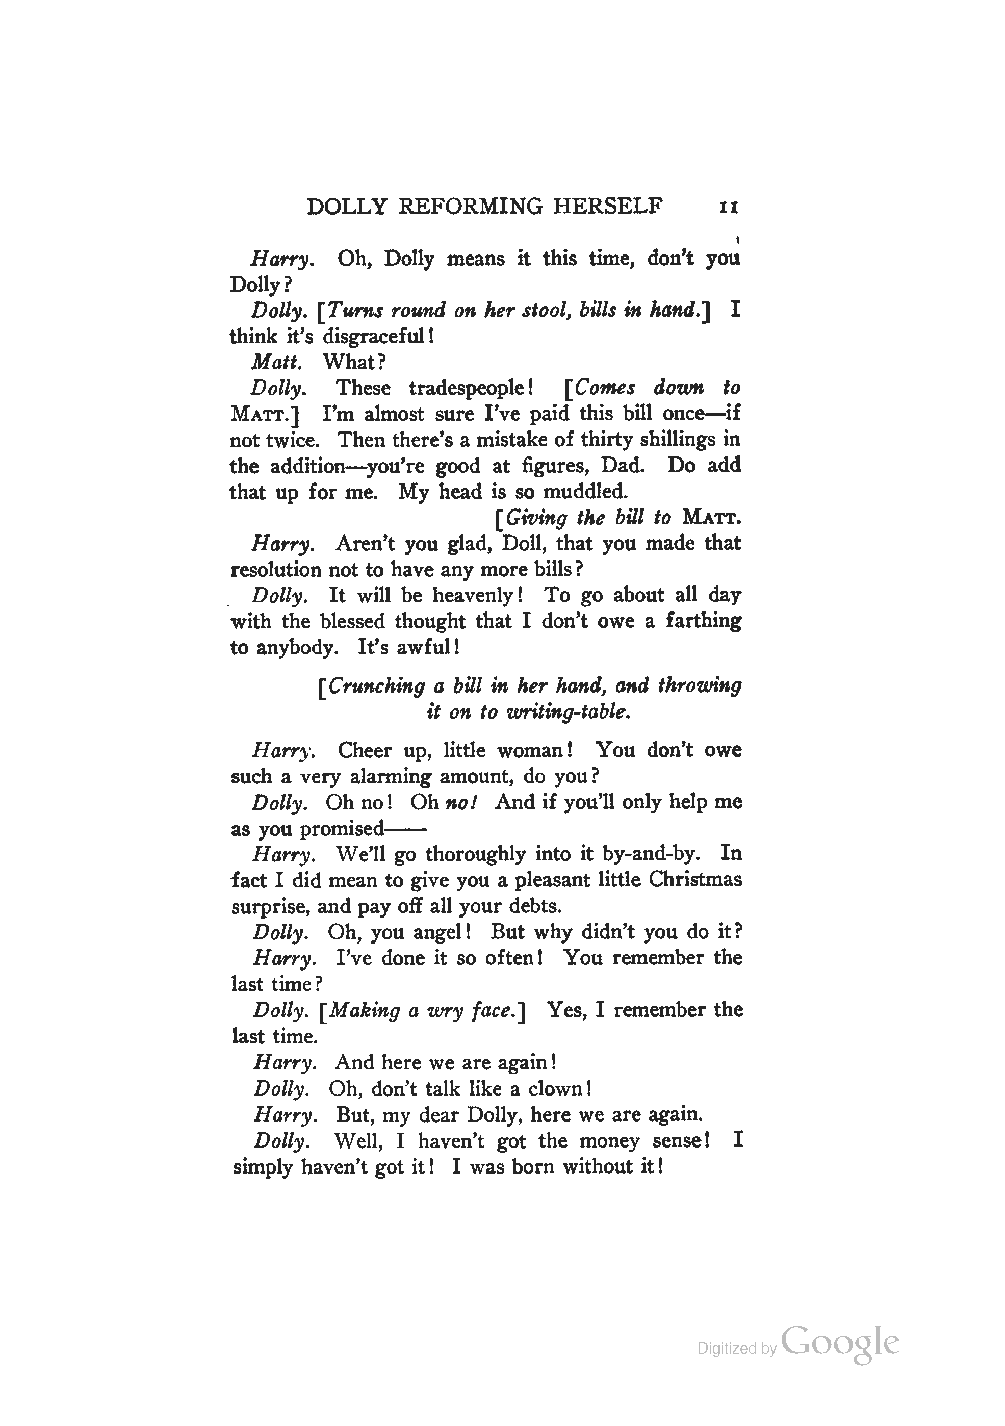 DOLLY REFORMING HERSELF 11
Harry. Oh, Dolly means it this time, don't you
Dolly?
Dolly. [Turns round on her stool, bills in hand.] I
think it's disgraceful!
Matt. What?
Dolly. These tradespeople! [Comes down to
MATT.] I'm almost sure I've paid this bill once—if
not twice. Then there's a mistake of thirty shillings in
the addition—you're good at figures, Dad. Do add
that up for me. My head is so muddled.
[Giving the bill to MATT.
Harry. Aren't you glad, Doll, that you made that
resolution not to have any more bills?
Dolly. It will be heavenly! To go about all day
with the blessed thought that I don't owe a farthing
to anybody. It's awful!
[Crunching a bill in her hand, and throwing
it on to writing-table.
Harry. Cheer up, little woman! You don't owe
such a very alarming amount, do you?
Dolly. Oh no! Oh no! And if you'll only help me
as you promised——
Harry. We'll go thoroughly into it by-and-by. In
fact I did mean to give you a pleasant little Christmas
surprise, and pay off all your debts.
Dolly. Oh, you angel! But why didn't you do it?
Harry. I've done it so often! You remember the
last time?
Dolly. [Making a wry face.] Yes, I remember the
last time.
Harry. And here we are again!
Dolly. Oh, don't talk like a clown!
Harry. But, my dear Dolly, here we are again.
Dolly. Well, I haven't got the money sense! I
simply haven't got it! I was born without it!
Digitized by Google